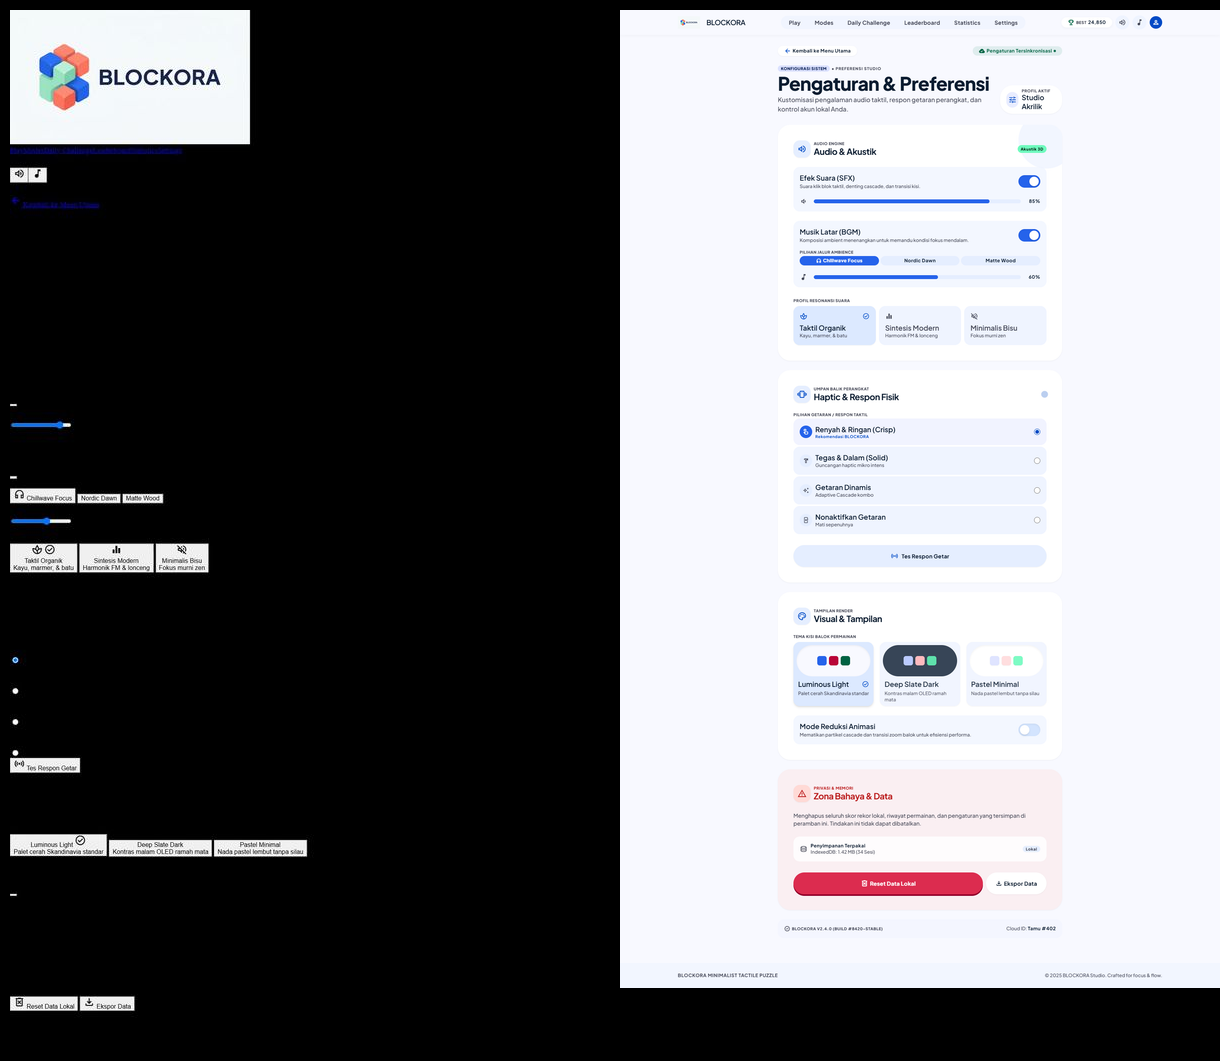 BLOCKORA
Chillwave Focus
Nordic Dawn
Matte Wood
Taktil Organik
Kayu, marmer, & batu
Sintesis Modern
Harmonik FM & lonceng
Minimalis Bisu
Fokus murni zen
Tes Respon Getar
Luminous Light
Palet cerah Skandinavia standar
Deep Slate Dark
Kontras malam OLED ramah mata
Pastel Minimal
Nada pastel lembut tanpa silau
Reset Data Lokal
Ekspor Data
BLOCKORA
Play
Modes
Daily Challenge
Leaderboard
Statistics
Settings
BEST 24,850
Kembali ke Menu Utama
Pengaturan Tersinkronisasi
KONFIGURASI SISTEM • PREFERENSI STUDIO
Pengaturan & Preferensi
Kustomisasi pengalaman audio taktil, respon getaran perangkat, dan
kontrol akun lokal Anda.
PROFIL AKTIF
Studio
Akrilik
AUDIO ENGINE
Audio & Akustik
Akustik 3D
Efek Suara (SFX)
Suara klik blok taktil, denting cascade, dan transisi kisi.
85%
Musik Latar (BGM)
Komposisi ambient menenangkan untuk memandu kondisi fokus mendalam.
PILIHAN JALUR AMBIENCE
Chillwave Focus
Nordic Dawn
Matte Wood
60%
PROFIL RESONANSI SUARA
Taktil Organik
Kayu, marmer, & batu
Sintesis Modern
Harmonik FM & lonceng
Minimalis Bisu
Fokus murni zen
UMPAN BALIK PERANGKAT
Haptic & Respon Fisik
PILIHAN GETARAN / RESPON TAKTIL
Renyah & Ringan (Crisp)
Rekomendasi BLOCKORA
Tegas & Dalam (Solid)
Guncangan haptic mikro intens
Getaran Dinamis
Adaptive Cascade kombo
Nonaktifkan Getaran
Mati sepenuhnya
Tes Respon Getar
TAMPILAN RENDER
Visual & Tampilan
TEMA KISI BALOK PERMAINAN
Luminous Light
Palet cerah Skandinavia standar
Deep Slate Dark
Kontras malam OLED ramah
mata
Pastel Minimal
Nada pastel lembut tanpa silau
Mode Reduksi Animasi
Mematikan partikel cascade dan transisi zoom balok untuk efisiensi performa.
PRIVASI & MEMORI
Zona Bahaya & Data
Menghapus seluruh skor rekor lokal, riwayat permainan, dan pengaturan yang tersimpan di
peramban ini. Tindakan ini tidak dapat dibatalkan.
Penyimpanan Terpakai
IndexedDB: 1.42 MB (34 Sesi)
Lokal
Reset Data Lokal
Ekspor Data
BLOCKORA V2.4.0 (BUILD #8420-STABLE)
Cloud ID: Tamu #402
BLOCKORA MINIMALIST TACTILE PUZZLE
© 2025 BLOCKORA Studio. Crafted for focus & flow.